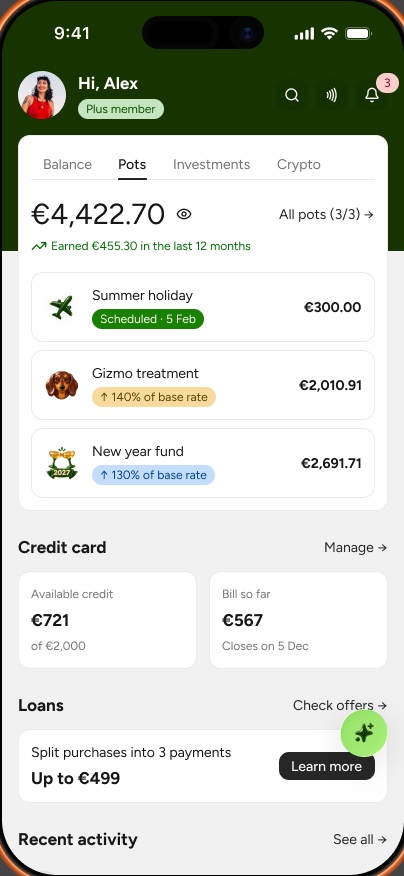 9:41
Hi, Alex
Plus member
3
Balance Pots Investments Crypto
€4,422.70 All pots (3/3) →
Earned €455.30 in the last 12 months
Summer holiday
Scheduled · 5 Feb
€300.00
Gizmo treatment
↑ 140% of base rate
€2,010.91
2027
New year fund
↑ 130% of base rate
€2,691.71
Credit card Manage →
Available credit
€721
of €2,000
Bill so far
€567
Closes on 5 Dec
Loans Check offers →
Split purchases into 3 payments
Up to €499
Learn more
Recent activity See all →